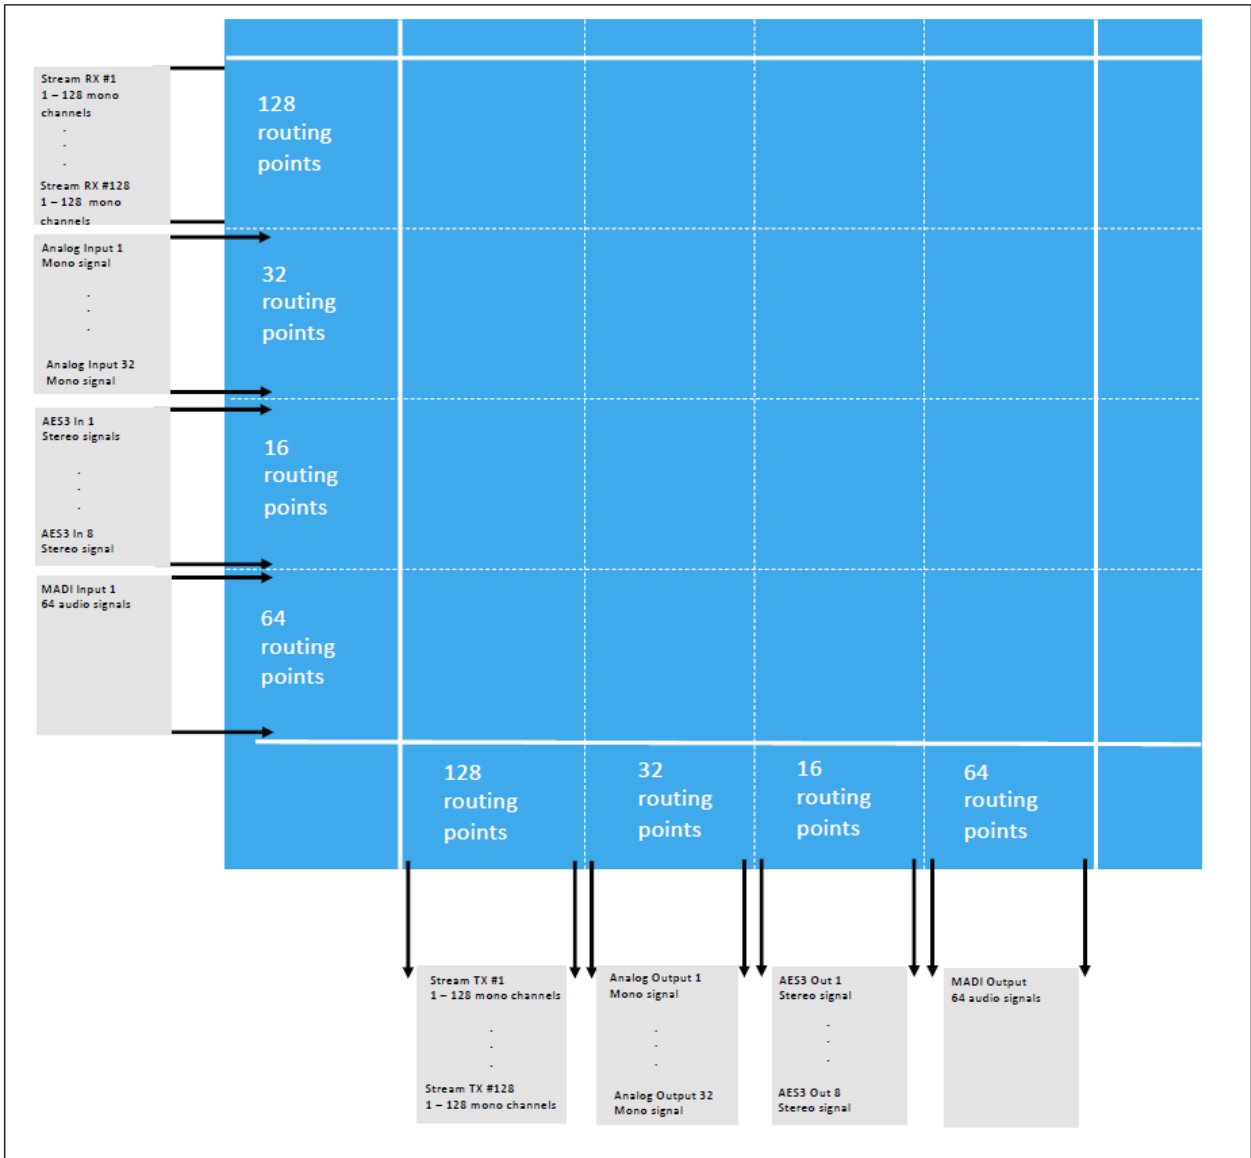 Stream RX #1
1 – 128 mono
channels
.
.
.
Stream RX #128
1 – 128 mono
channels
128
routing
points
Analog Input 1
Mono signal
.
.
.
Analog Input 32
Mono signal
32
routing
points
AES3 In 1
Stereo signals
.
.
.
AES3 In 8
Stereo signal
16
routing
points
MADI Input 1
64 audio signals
64
routing
points
128
routing
points
32
routing
points
16
routing
points
64
routing
points
Stream TX #1
1 – 128 mono channels
.
.
.
Stream TX #128
1 – 128 mono channels
Analog Output 1
Mono signal
.
.
.
Analog Output 32
Mono signal
AES3 Out 1
Stereo signal
.
.
.
AES3 Out 8
Stereo signal
MADI Output
64 audio signals